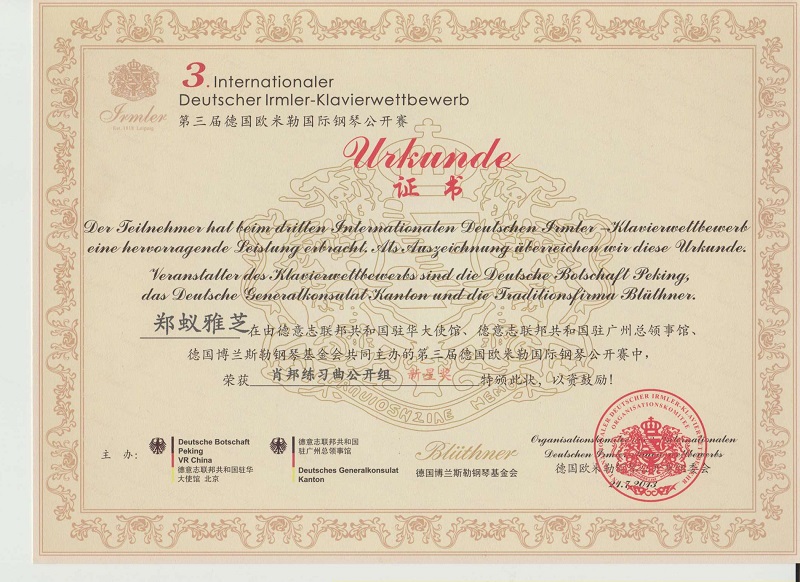 3. Internationaler
Deutscher Irmler-Klavierwettbewerb
第三届德国欧米勒国际钢琴公开赛
Irmler
Urkunde
证书
Der Teilnehmer hat beim dritten Internationalen Deutschen Irmler-Klavierwettbewerb
eine hervorragende Leistung erbracht. Als Auszeichnung überreichen wir diese Urkunde.
Veranstaller des Klavierwettbewerbs sind die Deutsche Botschaft Peking,
das Deutsche Generalkonsulat Kanton und die Traditionsfirma Blüthner.
郑蚁雅芝在由德意志联邦共和国驻华大使馆、德意志联邦共和国驻广州总领事馆、
德国博兰斯勒钢琴基金会共同主办的第三届德国欧米勒国际钢琴公开赛中,
荣获 肖邦练习曲公开组 新星奖 特颁此状，以资鼓励!
主 办:
Deutsche Botschaft
Peking
VR China
德意志联邦共和国驻华
大使馆 北京
德意志联邦共和国
驻广州总领事馆
Deutsches Generalkonsulat
Kanton
Blüthner
德国博兰斯勒钢琴基金会
Organisationskomitee Internationalen
Deutschen Wettbewerbs
德国欧米勒 委会